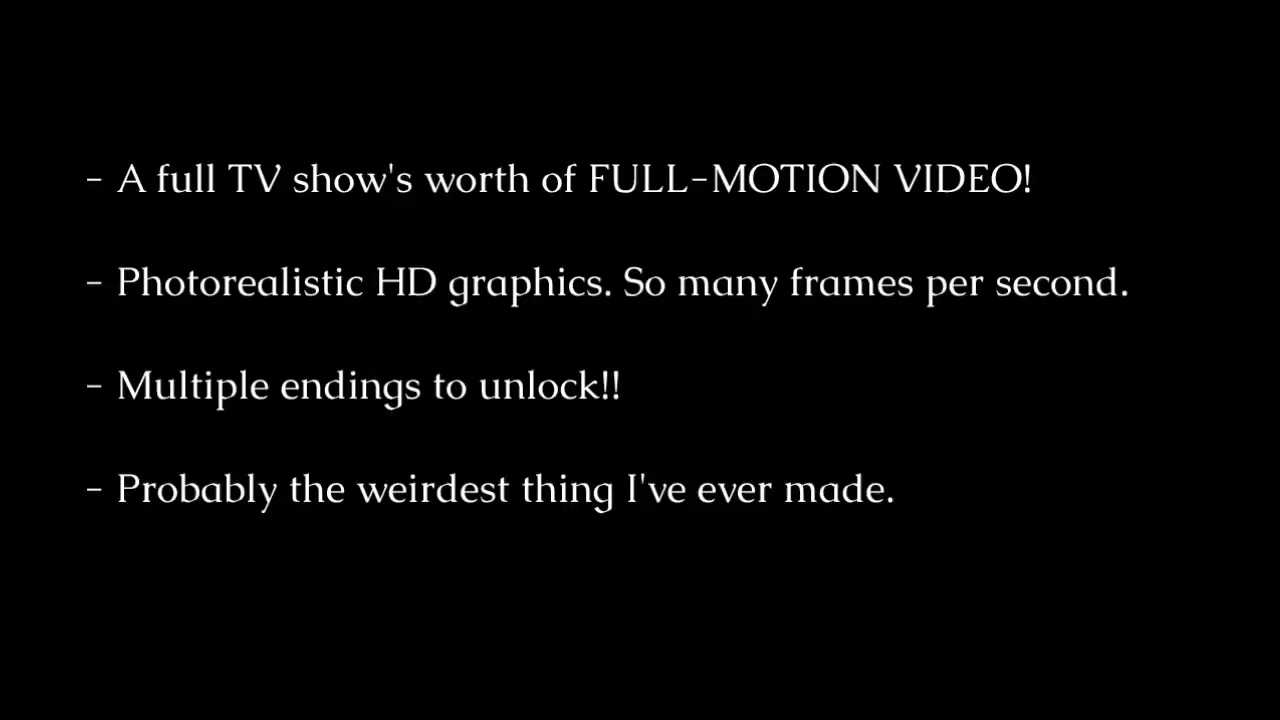 - A full TV show's worth of FULL-MOTION VIDEO!
- Photorealistic HD graphics. So many frames per second.
- Multiple endings to unlock!!
- Probably the weirdest thing I've ever made.